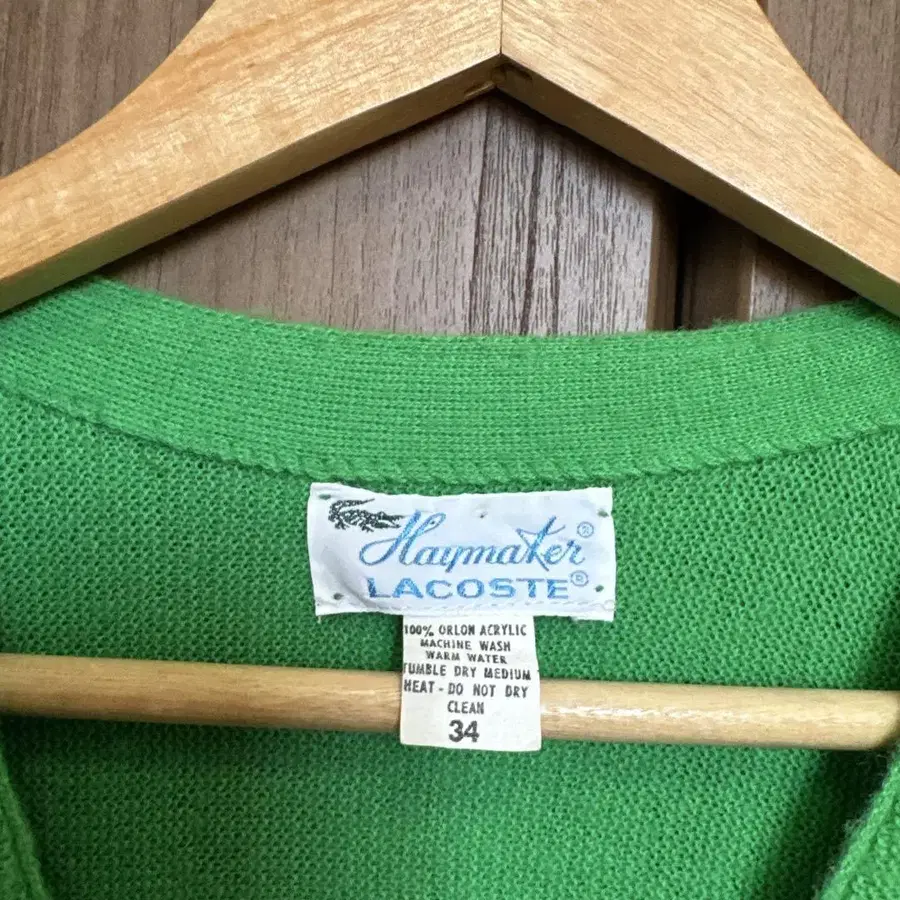 Haymaker®
LACOSTE®
100% ORLON ACRYLIC
MACHINE WASH
WARM WATER
TUMBLE DRY MEDIUM
HEAT - DO NOT DRY
CLEAN
34